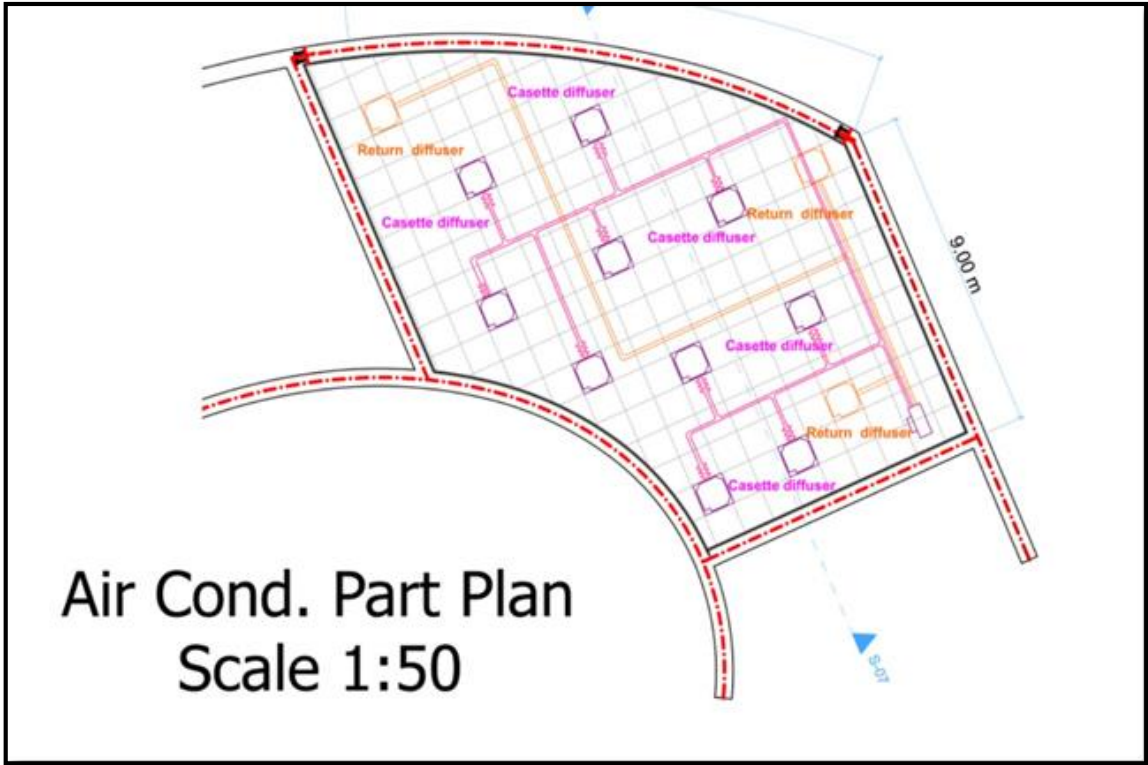 Casette diffuser
Return  diffuser
Casette diffuser
Return  diffuser
Casette diffuser
9.00 m
Casette diffuser
Return  diffuser
Casette diffuser
Air Cond. Part Plan
Scale 1:50
S-07